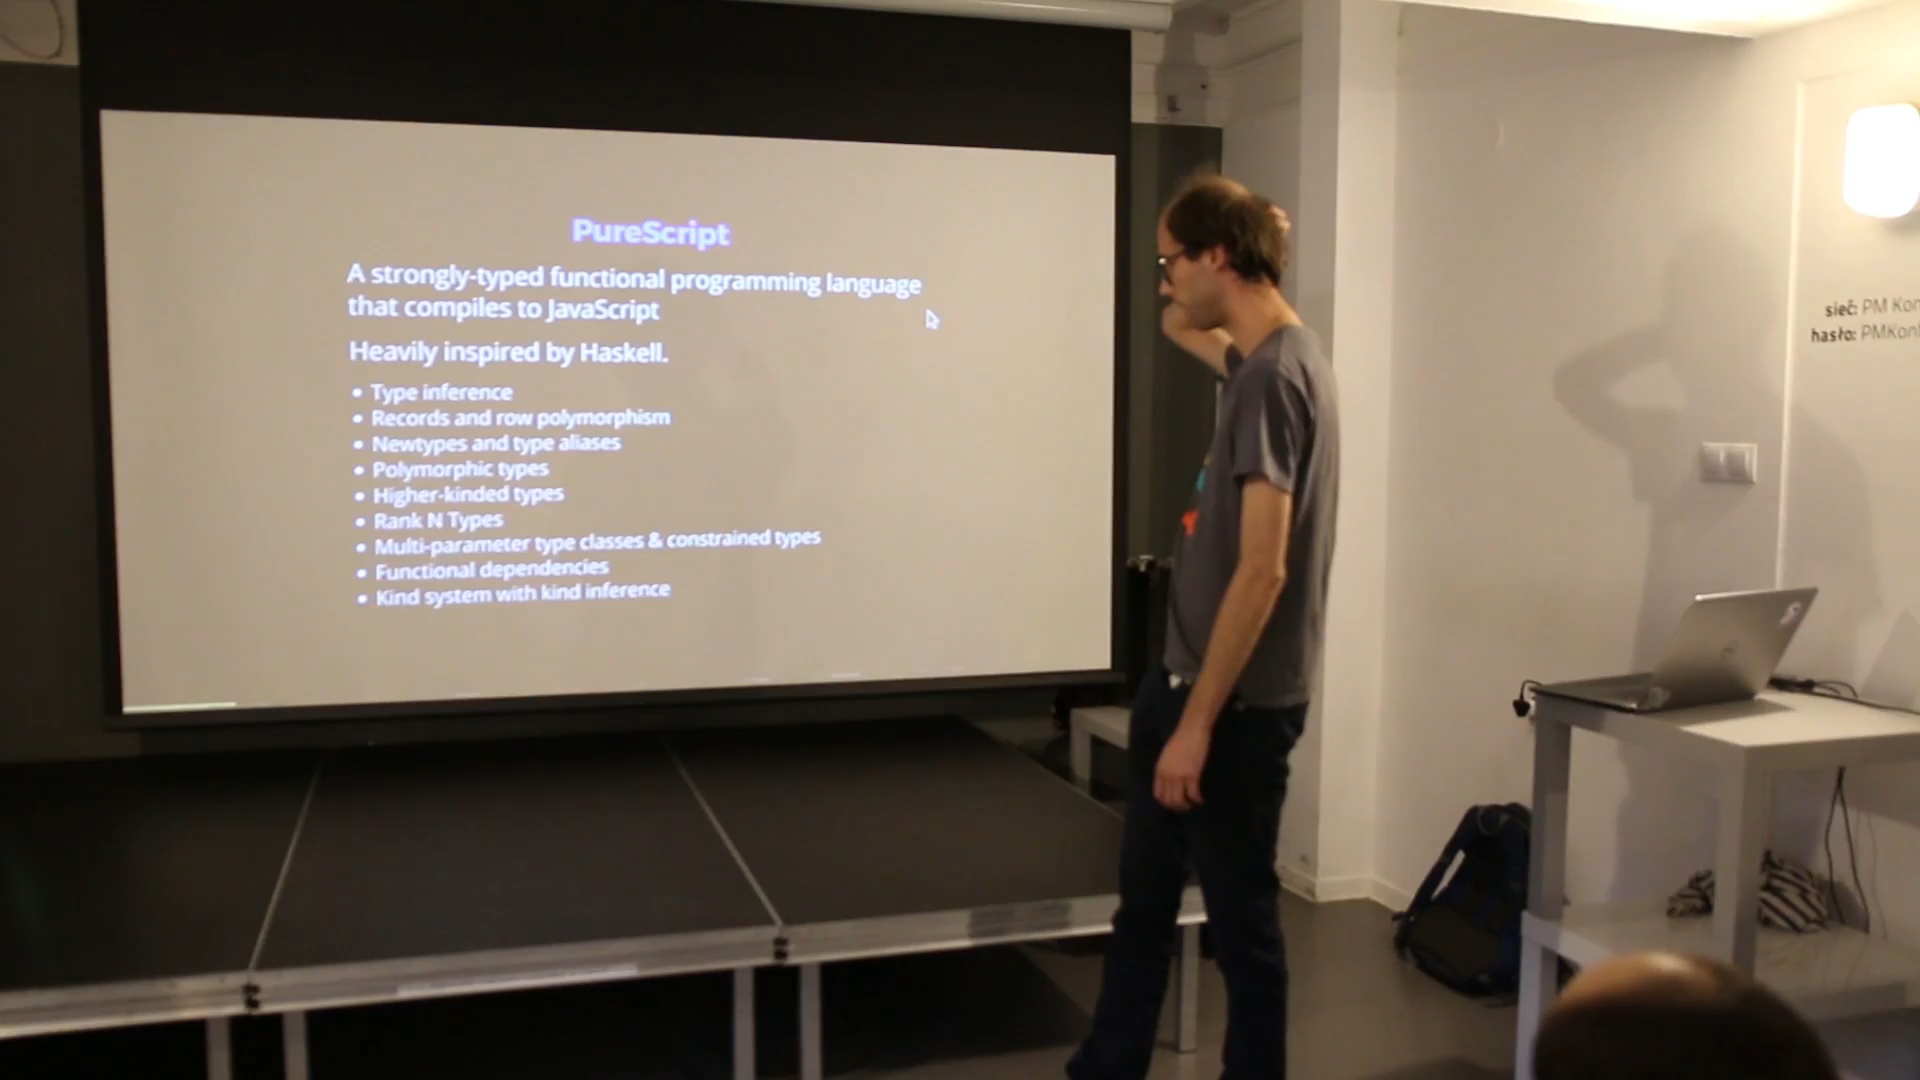 PureScript
A strongly-typed functional programming language
that compiles to JavaScript
Heavily inspired by Haskell.
• Type inference
• Records and row polymorphism
• Newtypes and type aliases
• Polymorphic types
• Higher-kinded types
• Rank N Types
• Multi-parameter type classes & constrained types
• Functional dependencies
• Kind system with kind inference
sieć: PM Kon
hasło: PMKon